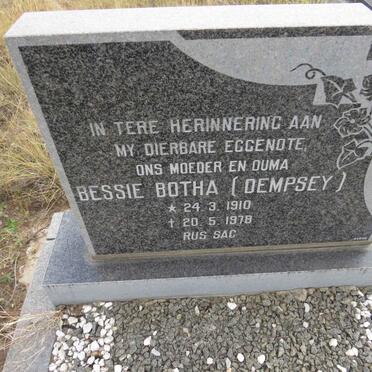 IN TERE HERINNERING AAN
MY DIERBARE EGGENOTE,
ONS MOEDER EN OUMA
BESSIE BOTHA (DEMPSEY)
* 24. 3. 1910
† 20. 5. 1978
RUS SAG